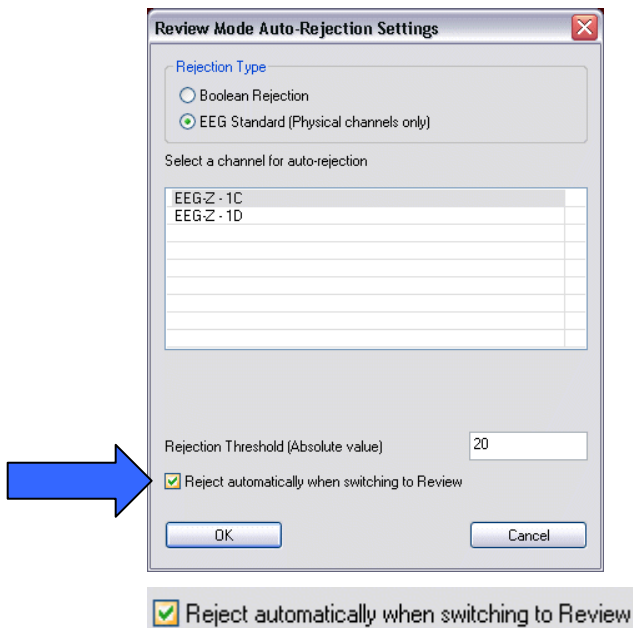 Review Mode Auto-Rejection Settings
Rejection Type
Boolean Rejection
EEG Standard (Physical channels only)
Select a channel for auto-rejection
EEG-Z - 1C
EEG-Z - 1D
Rejection Threshold (Absolute value) 20
Reject automatically when switching to Review
OK Cancel
Reject automatically when switching to Review